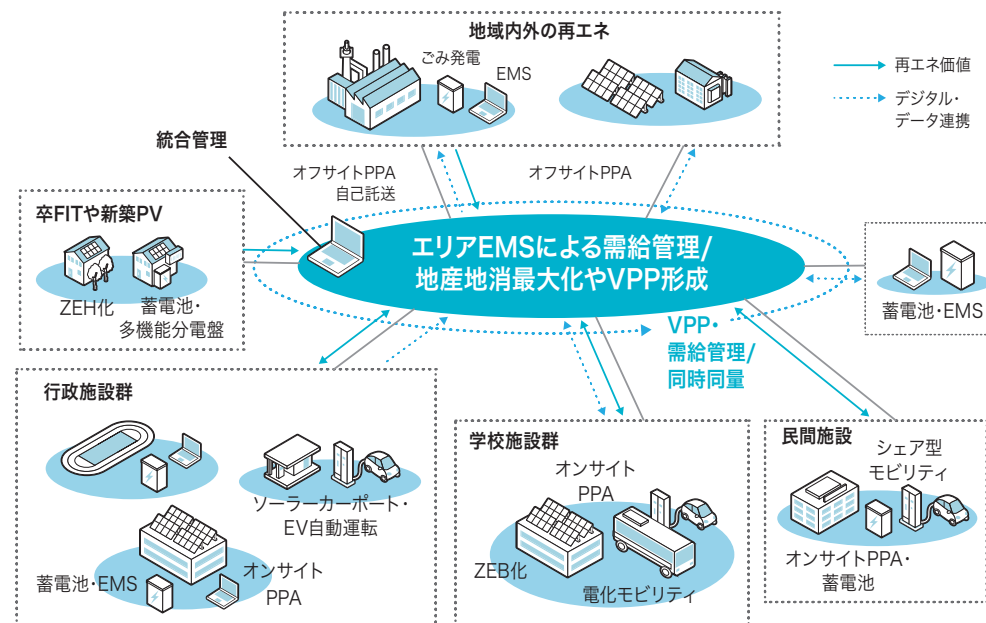 地域内外の再エネ
ごみ発電
EMS
再エネ価値
デジタル・
データ連携
統合管理
オフサイトPPA
自己託送
オフサイトPPA
卒FITや新築PV
ZEH化
蓄電池・
多機能分電盤
エリアEMSによる需給管理/
地産地消最大化やVPP形成
蓄電池・EMS
VPP・
需給管理/
同時同量
行政施設群
ソーラーカーポート・
EV自動運転
蓄電池・EMS
オンサイト
PPA
学校施設群
オンサイト
PPA
ZEB化
電化モビリティ
民間施設
シェア型
モビリティ
オンサイトPPA・
蓄電池